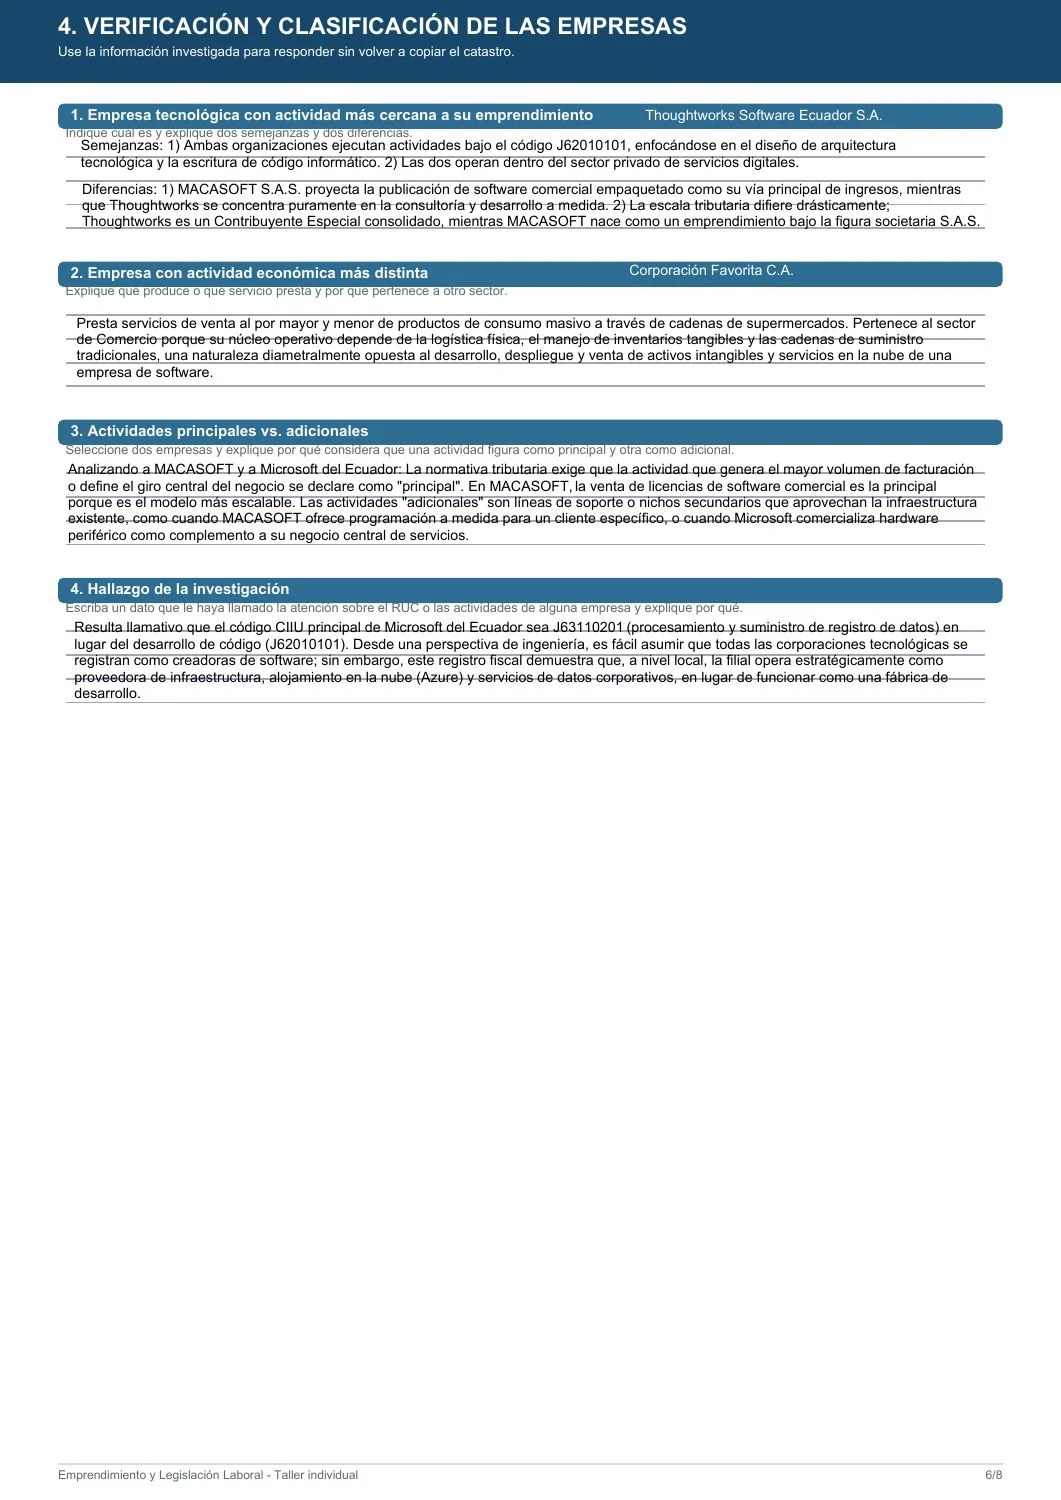 4. VERIFICACIÓN Y CLASIFICACIÓN DE LAS EMPRESAS
Use la información investigada para responder sin volver a copiar el catastro.
1. Empresa tecnológica con actividad más cercana a su emprendimiento Thoughtworks Software Ecuador S.A.
Indique cuál es y explique dos semejanzas y dos diferencias.
Semejanzas: 1) Ambas organizaciones ejecutan actividades bajo el código J62010101, enfocándose en el diseño de arquitectura
tecnológica y la escritura de código informático. 2) Las dos operan dentro del sector privado de servicios digitales.
Diferencias: 1) MACASOFT S.A.S. proyecta la publicación de software comercial empaquetado como su vía principal de ingresos, mientras
que Thoughtworks se concentra puramente en la consultoría y desarrollo a medida. 2) La escala tributaria difiere drásticamente;
Thoughtworks es un Contribuyente Especial consolidado, mientras MACASOFT nace como un emprendimiento bajo la figura societaria S.A.S.
2. Empresa con actividad económica más distinta Corporación Favorita C.A.
Explique qué produce o qué servicio presta y por qué pertenece a otro sector.
Presta servicios de venta al por mayor y menor de productos de consumo masivo a través de cadenas de supermercados. Pertenece al sector
de Comercio porque su núcleo operativo depende de la logística física, el manejo de inventarios tangibles y las cadenas de suministro
tradicionales, una naturaleza diametralmente opuesta al desarrollo, despliegue y venta de activos intangibles y servicios en la nube de una
empresa de software.
3. Actividades principales vs. adicionales
Seleccione dos empresas y explique por qué considera que una actividad figura como principal y otra como adicional.
Analizando a MACASOFT y a Microsoft del Ecuador: La normativa tributaria exige que la actividad que genera el mayor volumen de facturación
o define el giro central del negocio se declare como "principal". En MACASOFT, la venta de licencias de software comercial es la principal
porque es el modelo más escalable. Las actividades "adicionales" son líneas de soporte o nichos secundarios que aprovechan la infraestructura
existente, como cuando MACASOFT ofrece programación a medida para un cliente específico, o cuando Microsoft comercializa hardware
periférico como complemento a su negocio central de servicios.
4. Hallazgo de la investigación
Escriba un dato que le haya llamado la atención sobre el RUC o las actividades de alguna empresa y explique por qué.
Resulta llamativo que el código CIIU principal de Microsoft del Ecuador sea J63110201 (procesamiento y suministro de registro de datos) en
lugar del desarrollo de código (J62010101). Desde una perspectiva de ingeniería, es fácil asumir que todas las corporaciones tecnológicas se
registran como creadoras de software; sin embargo, este registro fiscal demuestra que, a nivel local, la filial opera estratégicamente como
proveedora de infraestructura, alojamiento en la nube (Azure) y servicios de datos corporativos, en lugar de funcionar como una fábrica de
desarrollo.
Emprendimiento y Legislación Laboral - Taller individual 6/8